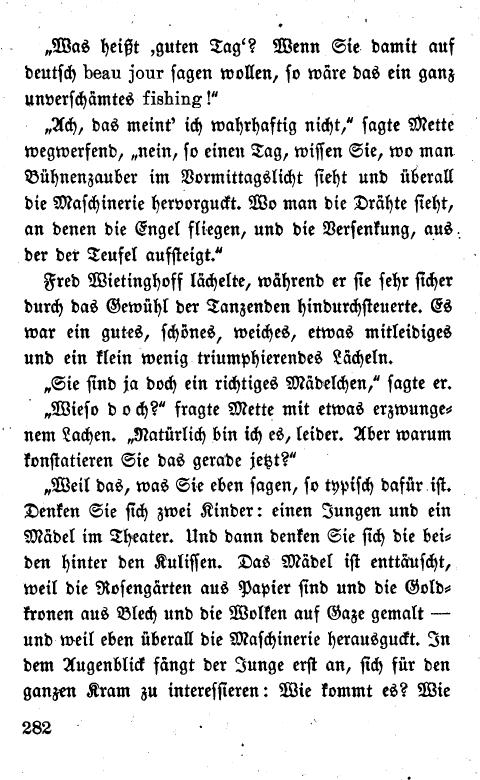 „Was heißt ‚guten Tag‘? Wenn Sie damit auf
deutsch beau jour sagen wollen, so wäre das ein ganz
unverschämtes fishing!“
„Ach, das meint' ich wahrhaftig nicht,“ sagte Mette
wegwerfend, „nein, so einen Tag, wissen Sie, wo man
Bühnenzauber im Vormittagslicht sieht und überall
die Maschinerie hervorguckt. Wo man die Drähte sieht,
an denen die Engel fliegen, und die Versenkung, aus
der der Teufel aufsteigt.“
Fred Wietinghoff lächelte, während er sie sehr sicher
durch das Gewühl der Tanzenden hindurchsteuerte. Es
war ein gutes, schönes, weiches, etwas mitleidiges
und ein klein wenig triumphierendes Lächeln.
„Sie sind ja doch ein richtiges Mädelchen,“ sagte er.
„Wieso doch?“ fragte Mette mit etwas erzwunge-
nem Lachen. „Natürlich bin ich es, leider. Aber warum
konstatieren Sie das gerade jetzt?“
„Weil das, was Sie eben sagen, so typisch dafür ist.
Denken Sie sich zwei Kinder: einen Jungen und ein
Mädel im Theater. Und dann denken Sie sich die bei-
den hinter den Kulissen. Das Mädel ist enttäuscht,
weil die Rosengärten aus Papier sind und die Gold-
kronen aus Blech und die Wolken auf Gaze gemalt —
und weil eben überall die Maschinerie herausguckt. In
dem Augenblick fängt der Junge erst an, sich für den
ganzen Kram zu interessieren: Wie kommt es? Wie
282